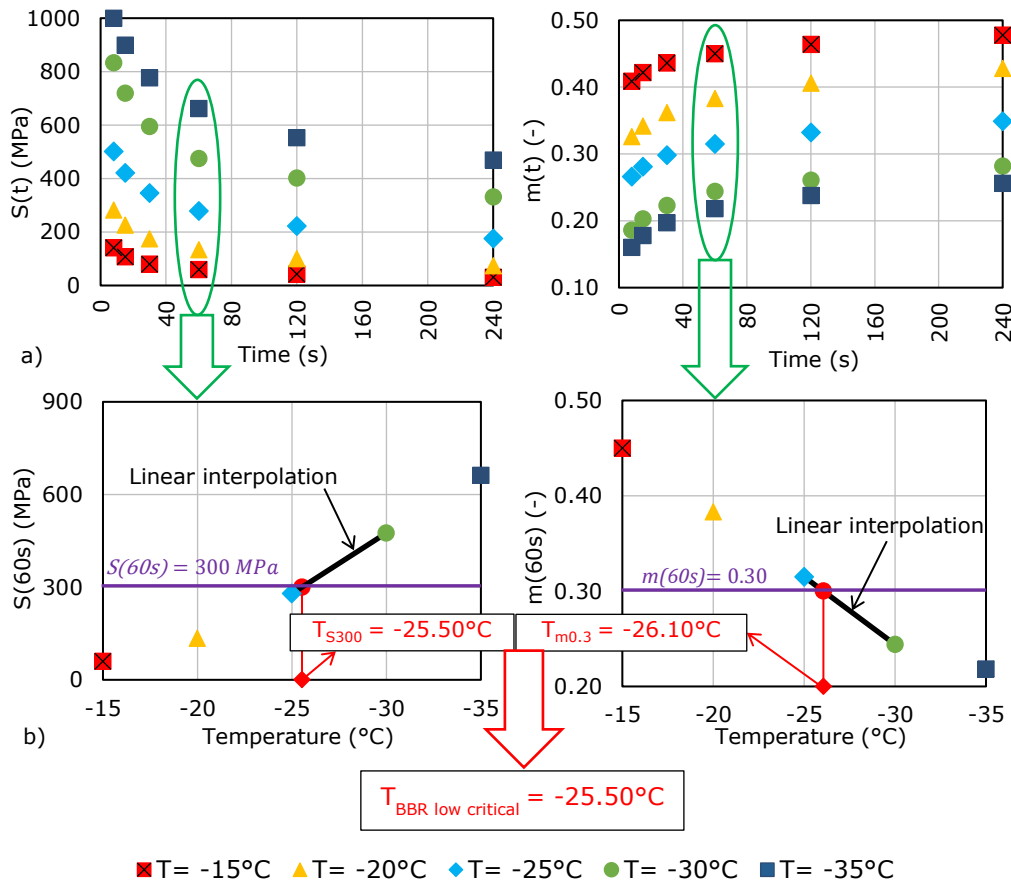 1000
800
600
400
200
0
S(t) (MPa)
0
40
80
120
160
200
240
Time (s)
a)
0.50
0.40
0.30
0.20
0.10
m(t) (-)
0
40
80
120
160
200
240
Time (s)
900
600
300
0
S(60s) (MPa)
Linear interpolation
S(60s) = 300 MPa
T_S300 = -25.50°C
-15
-20
-25
-30
-35
Temperature (°C)
b)
0.50
0.40
0.30
0.20
m(60s) (-)
Linear interpolation
m(60s)= 0.30
T_m0.3 = -26.10°C
-15
-20
-25
-30
-35
Temperature (°C)
T_BBR low critical = -25.50°C
T= -15°C T= -20°C T= -25°C T= -30°C T= -35°C